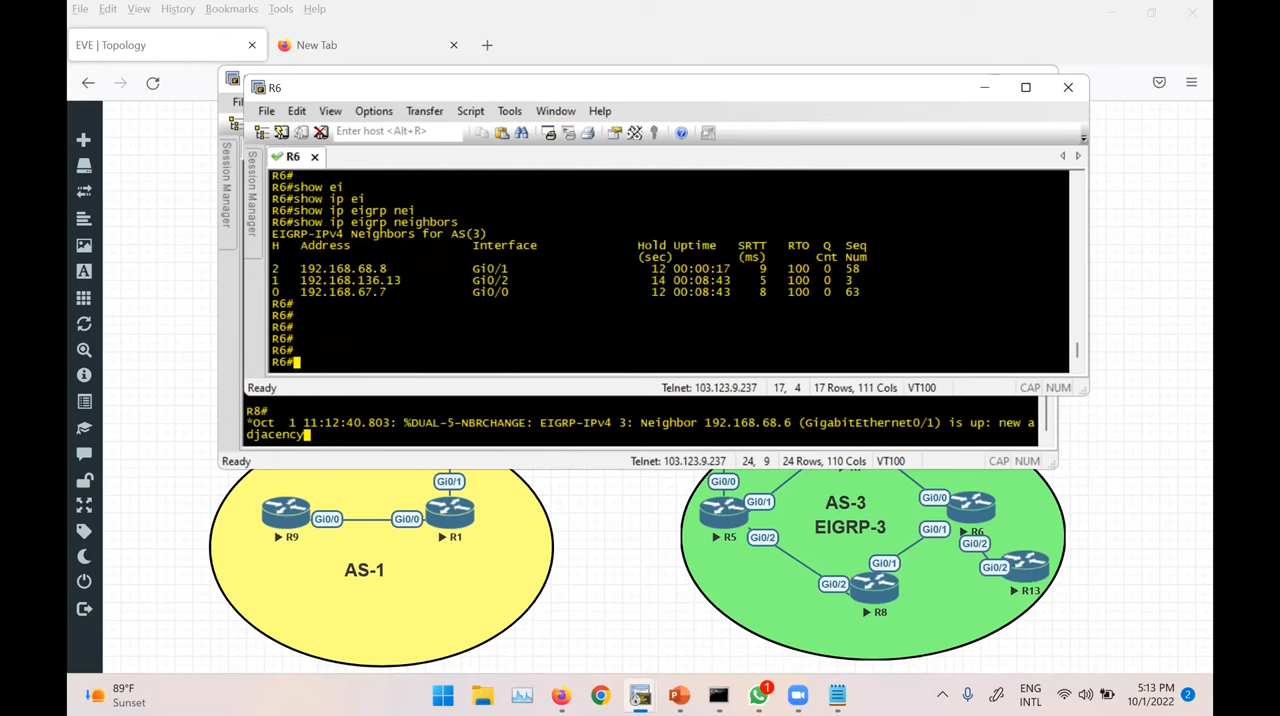 File Edit View History Bookmarks Tools Help
EVE | Topology
New Tab
R6
File Edit View Options Transfer Script Tools Window Help
Enter host <Alt+R>
Session Manager
Session Manager
R6
R6#
R6#show ei
R6#show ip ei
R6#show ip eigrp nei
R6#show ip eigrp neighbors
EIGRP-IPv4 Neighbors for AS(3)
H Address Interface Hold Uptime SRTT RTO Q Seq
(sec) (ms) Cnt Num
2 192.168.68.8 Gi0/1 12 00:00:17 9 100 0 58
1 192.168.136.13 Gi0/2 14 00:08:43 5 100 0 3
0 192.168.67.7 Gi0/0 12 00:08:43 8 100 0 63
R6#
R6#
R6#
R6#
R6#
R6#
Ready Telnet: 103.123.9.237 17, 4 17 Rows, 111 Cols VT100 CAP NUM
R8#
*Oct 1 11:12:40.803: %DUAL-5-NBRCHANGE: EIGRP-IPv4 3: Neighbor 192.168.68.6 (GigabitEthernet0/1) is up: new a
djacency
Ready Telnet: 103.123.9.237 24, 9 24 Rows, 110 Cols VT100 CAP NUM
Gi0/1
Gi0/0
Gi0/0
R9
R1
AS-1
Gi0/0
Gi0/1
R5
Gi0/2
AS-3
EIGRP-3
Gi0/0
Gi0/1
R6
Gi0/2
Gi0/2
R13
Gi0/1
Gi0/2
R8
89°F
Sunset
1
ENG
INTL
5:13 PM
10/1/2022
2